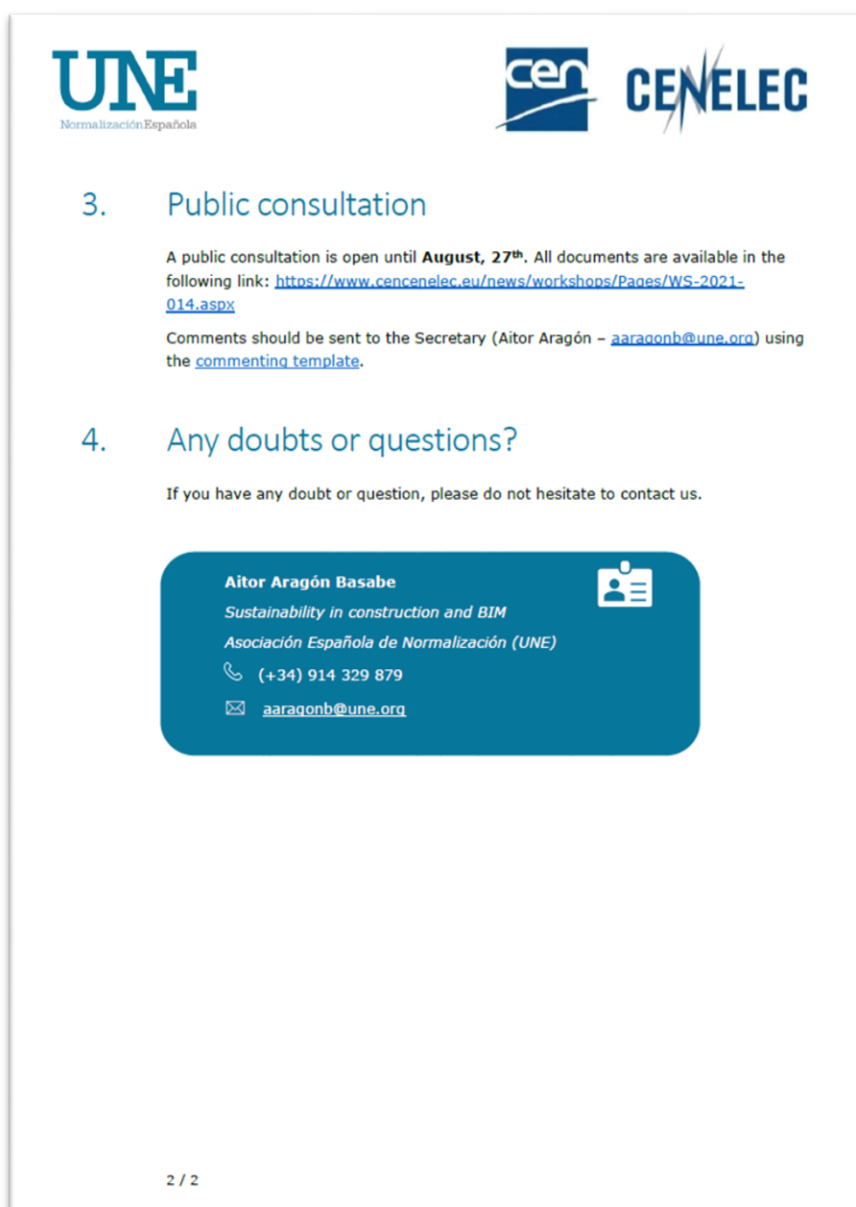 UNE
Normalización Española
cen
CENELEC
3. Public consultation
A public consultation is open until August, 27th. All documents are available in the
following link: https://www.cencenelec.eu/news/workshops/Pages/WS-2021-
014.aspx
Comments should be sent to the Secretary (Aitor Aragón – aaragonb@une.org) using
the commenting template.
4. Any doubts or questions?
If you have any doubt or question, please do not hesitate to contact us.
Aitor Aragón Basabe
Sustainability in construction and BIM
Asociación Española de Normalización (UNE)
(+34) 914 329 879
aaragonb@une.org
2 / 2